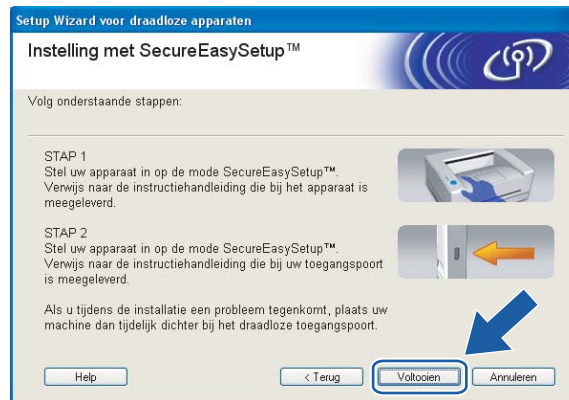 Setup Wizard voor draadloze apparaten
Instelling met SecureEasySetup™
Volg onderstaande stappen:
STAP 1
Stel uw apparaat in op de mode SecureEasySetup™.
Verwijs naar de instructiehandleiding die bij het apparaat is
meegeleverd.
STAP 2
Stel uw apparaat in op de mode SecureEasySetup™.
Verwijs naar de instructiehandleiding die bij uw toegangspoort
is meegeleverd.
Als u tijdens de installatie een probleem tegenkomt, plaats uw
machine dan tijdelijk dichter bij het draadloze toegangspoort.
Help
< Terug
Voltooien
Annuleren